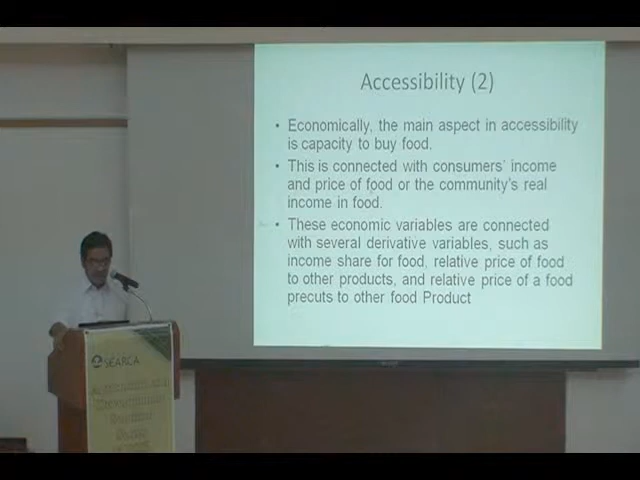 Accessibility (2)
• Economically, the main aspect in accessibility
is capacity to buy food.
• This is connected with consumers' income
and price of food or the community's real
income in food.
• These economic variables are connected
with several derivative variables, such as
income share for food, relative price of food
to other products, and relative price of a food
precuts to other food Product
SEARCA